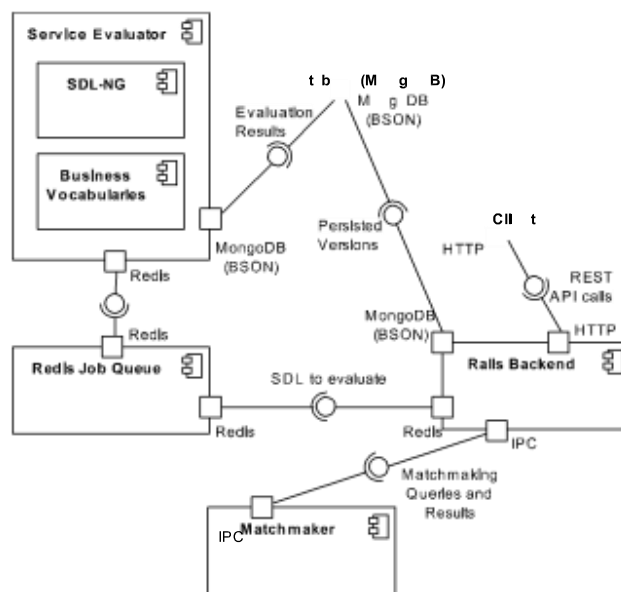 Service Evaluator
SDL-NG
Business
Vocabularies
Evaluation
Results
(BSON)
MongoDB
(BSON)
Persisted
Versions
HTTP
REST
API calls
HTTP
MongoDB
(BSON)
Redis
Redis
Redis Job Queue
Redis
SDL to evaluate
Redis
Rails Backend
IPC
Matchmaking
Queries and
Results
IPC
Matchmaker